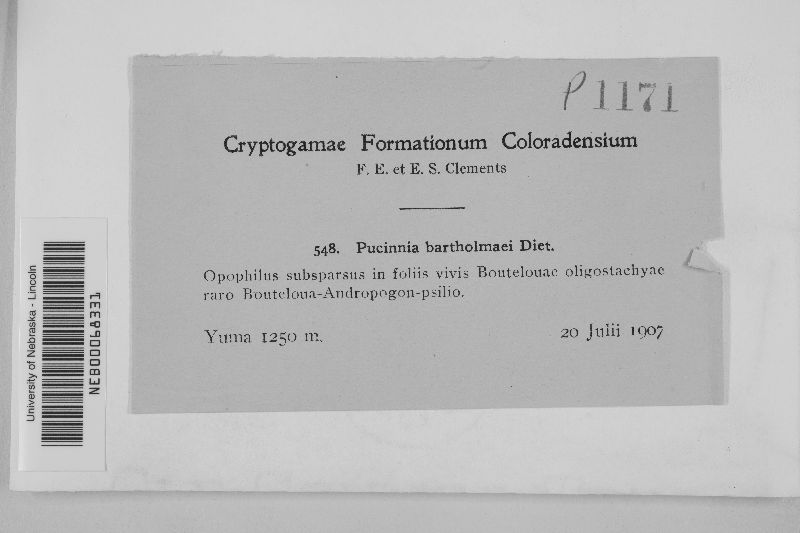 P 1171
Cryptogamae Formationum Coloradensium
F. E. et E. S. Clements
548. Pucinnia bartholmaei Diet.
Opophilus subsparsus in foliis vivis Boutelouae oligostachyae
raro Bouteloua-Andropogon-psilio.
Yuma 1250 m. 20 Julii 1907
University of Nebraska - Lincoln
NEB00068331